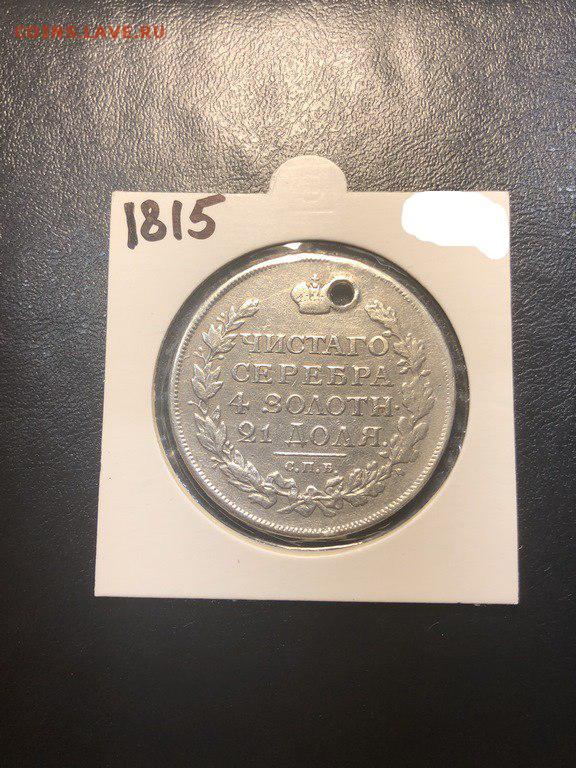 COINS.LAVE.RU
1815
ЧИСТАГО
СЕРЕБРА
4 ЗОЛОТН.
21 ДОЛЯ.
С.П.Б.